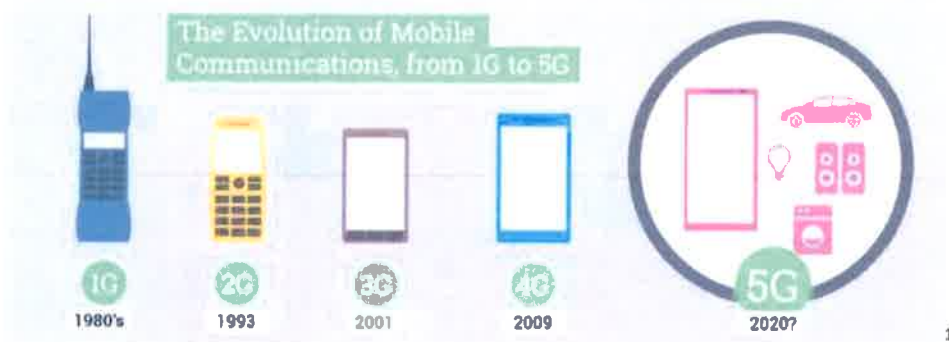 The Evolution of Mobile
Communications, from 1G to 5G
1G
2G
3G
4G
5G
1980's
1993
2001
2009
2020?
1